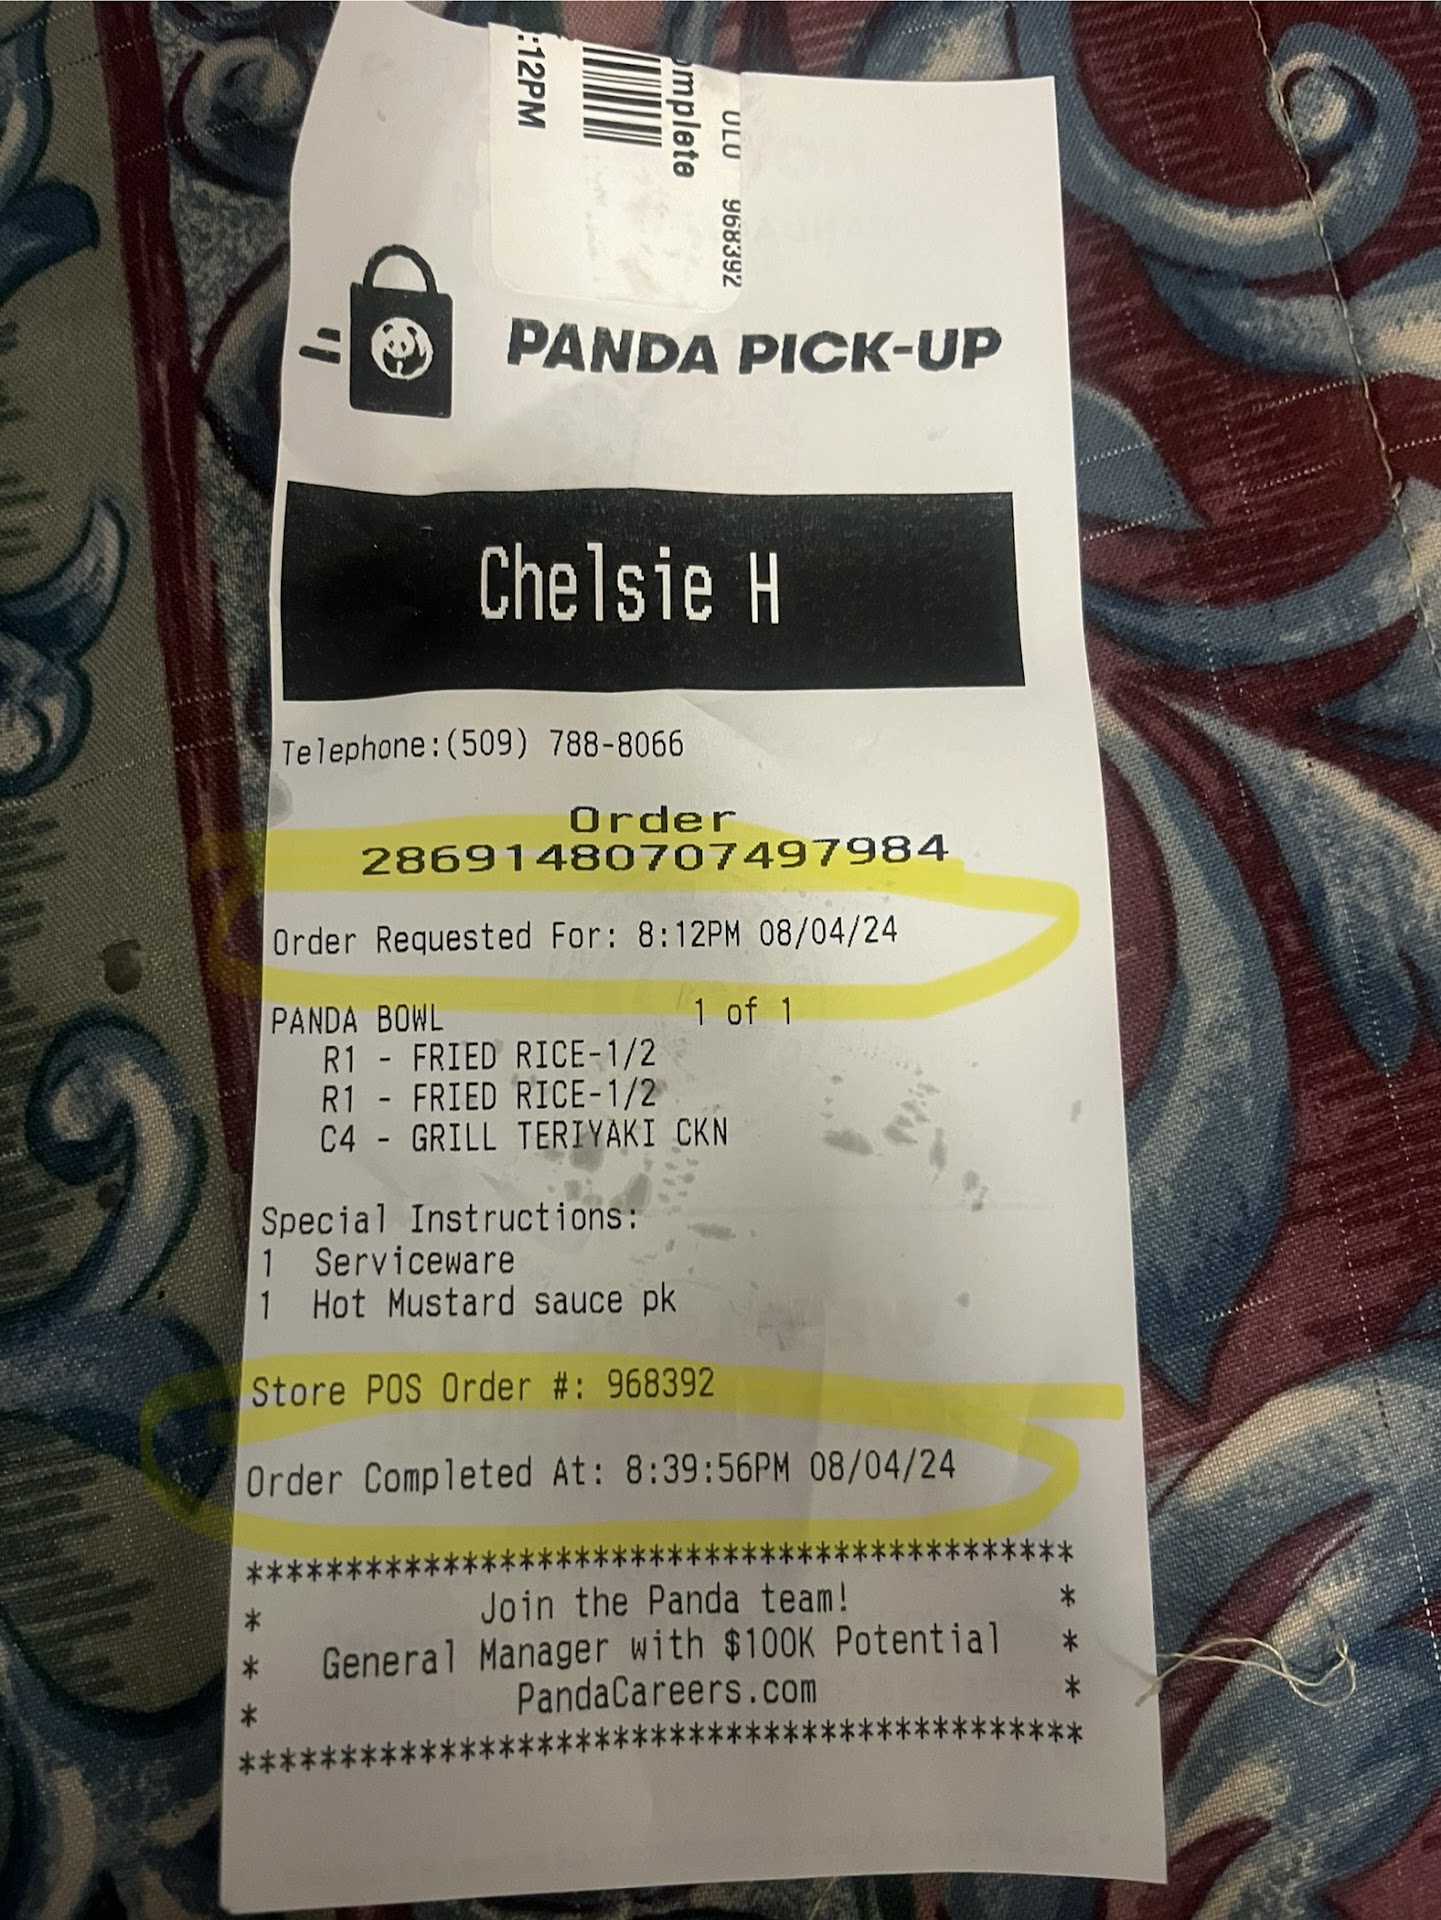 :12PM
omplete
968392
PANDA PICK-UP
Chelsie H
Telephone:(509) 788-8066
Order
28691480707497984
Order Requested For: 8:12PM 08/04/24
PANDA BOWL 1 of 1
R1 - FRIED RICE-1/2
R1 - FRIED RICE-1/2
C4 - GRILL TERIYAKI CKN
Special Instructions:
1 Serviceware
1 Hot Mustard sauce pk
Store POS Order #: 968392
Order Completed At: 8:39:56PM 08/04/24
******************************************
* Join the Panda team! *
* General Manager with $100K Potential *
* PandaCareers.com *
******************************************